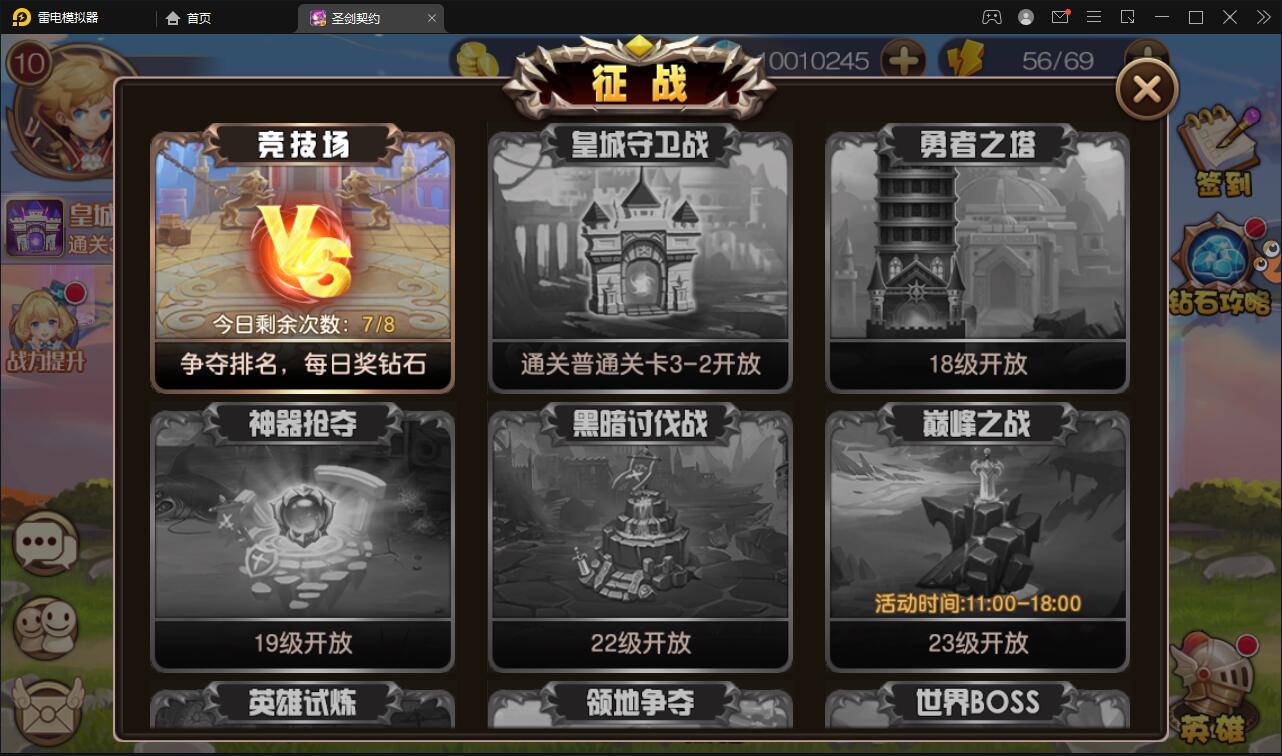 雷电模拟器
首页
圣剑契约
10
10010245
56/69
征战
签到
皇城
通关3
钻石攻略
战力提升
竞技场
今日剩余次数：7/8
争夺排名，每日奖钻石
皇城守卫战
通关普通关卡3-2开放
勇者之塔
18级开放
神器抢夺
19级开放
黑暗讨伐战
22级开放
巅峰之战
活动时间:11:00-18:00
23级开放
英雄试炼
领地争夺
世界BOSS
英雄